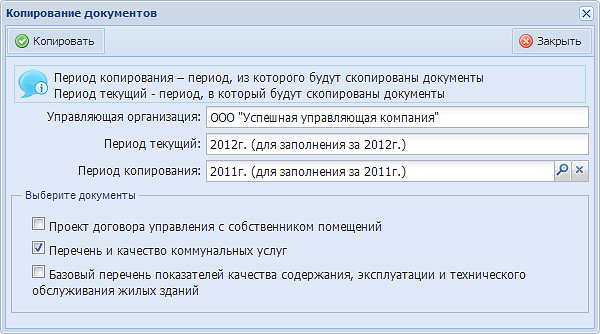 Копирование документов
Копировать
Закрыть
Период копирования – период, из которого будут скопированы документы
Период текущий - период, в который будут скопированы документы
Управляющая организация: ООО "Успешная управляющая компания"
Период текущий: 2012г. (для заполнения за 2012г.)
Период копирования: 2011г. (для заполнения за 2011г.)
Выберите документы
Проект договора управления с собственником помещений
Перечень и качество коммунальных услуг
Базовый перечень показателей качества содержания, эксплуатации и технического
обслуживания жилых зданий